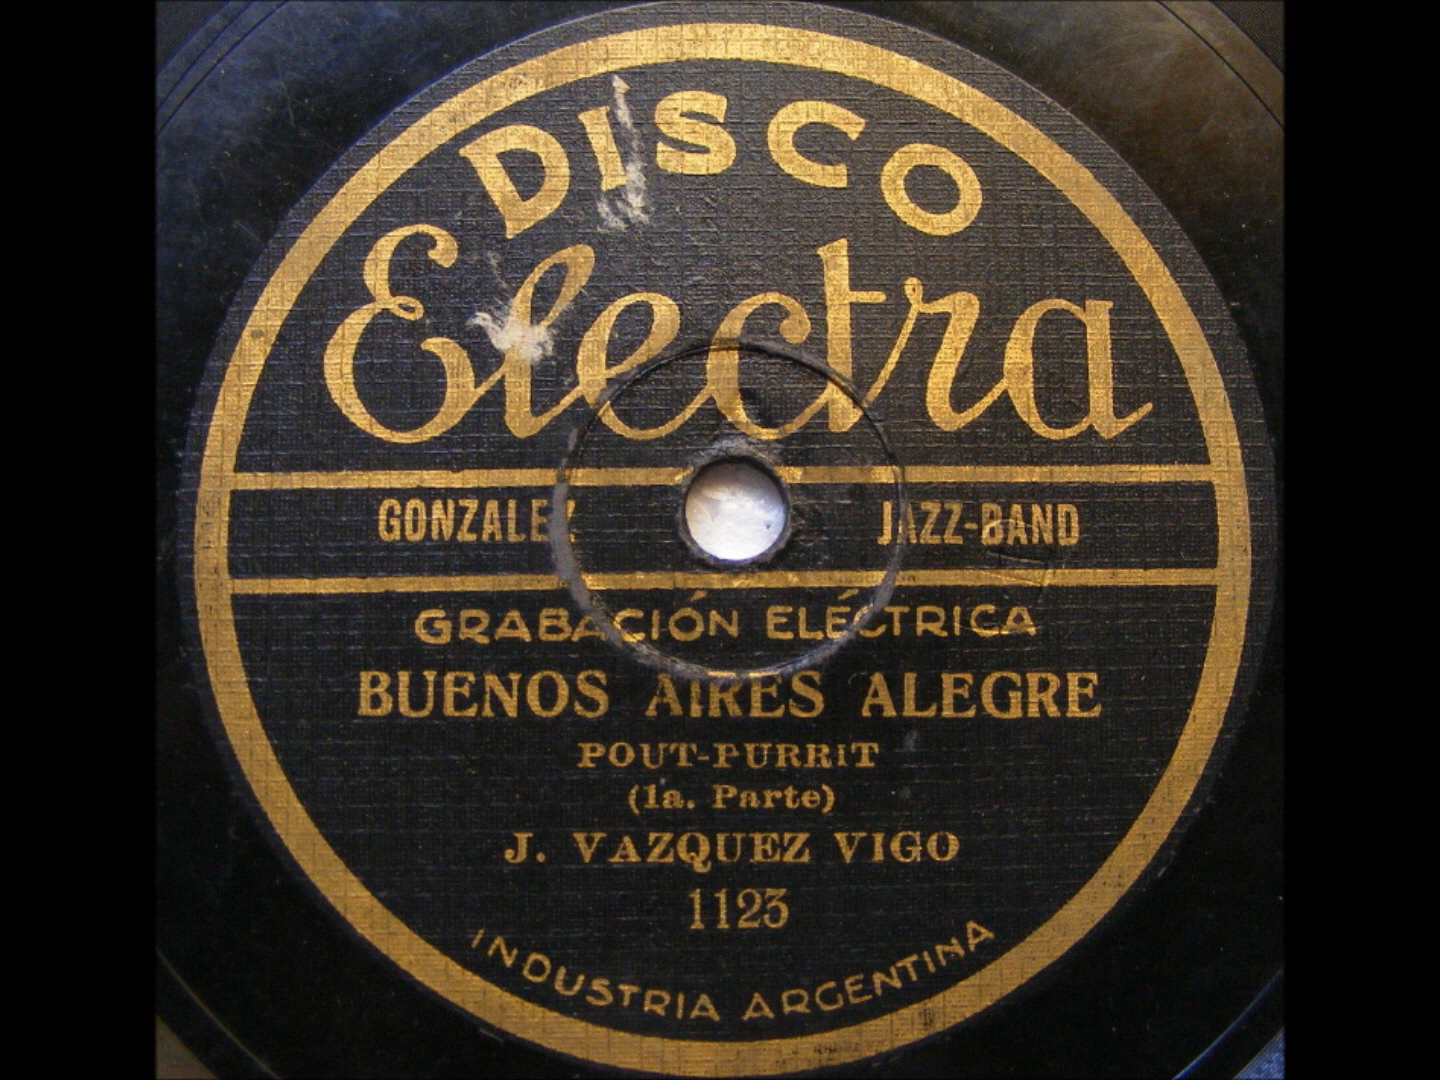 DISCO
Electra
GONZALEZ JAZZ-BAND
GRABACIÓN ELÉCTRICA
BUENOS AIRES ALEGRE
POUT-PURRIT
(1a. Parte)
J. VAZQUEZ VIGO
1123
INDUSTRIA ARGENTINA